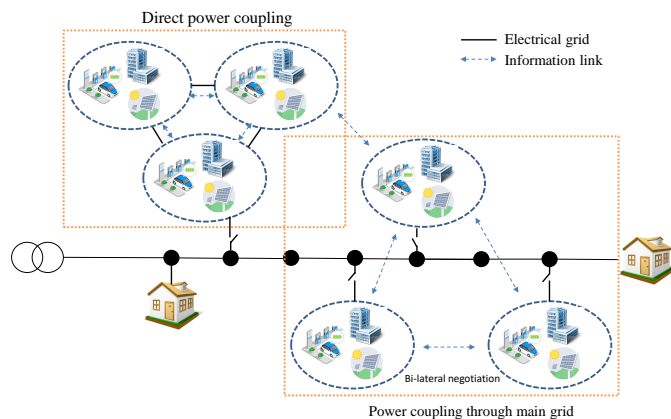 Direct power coupling
Electrical grid
Information link
Bi-lateral negotiation
Power coupling through main grid